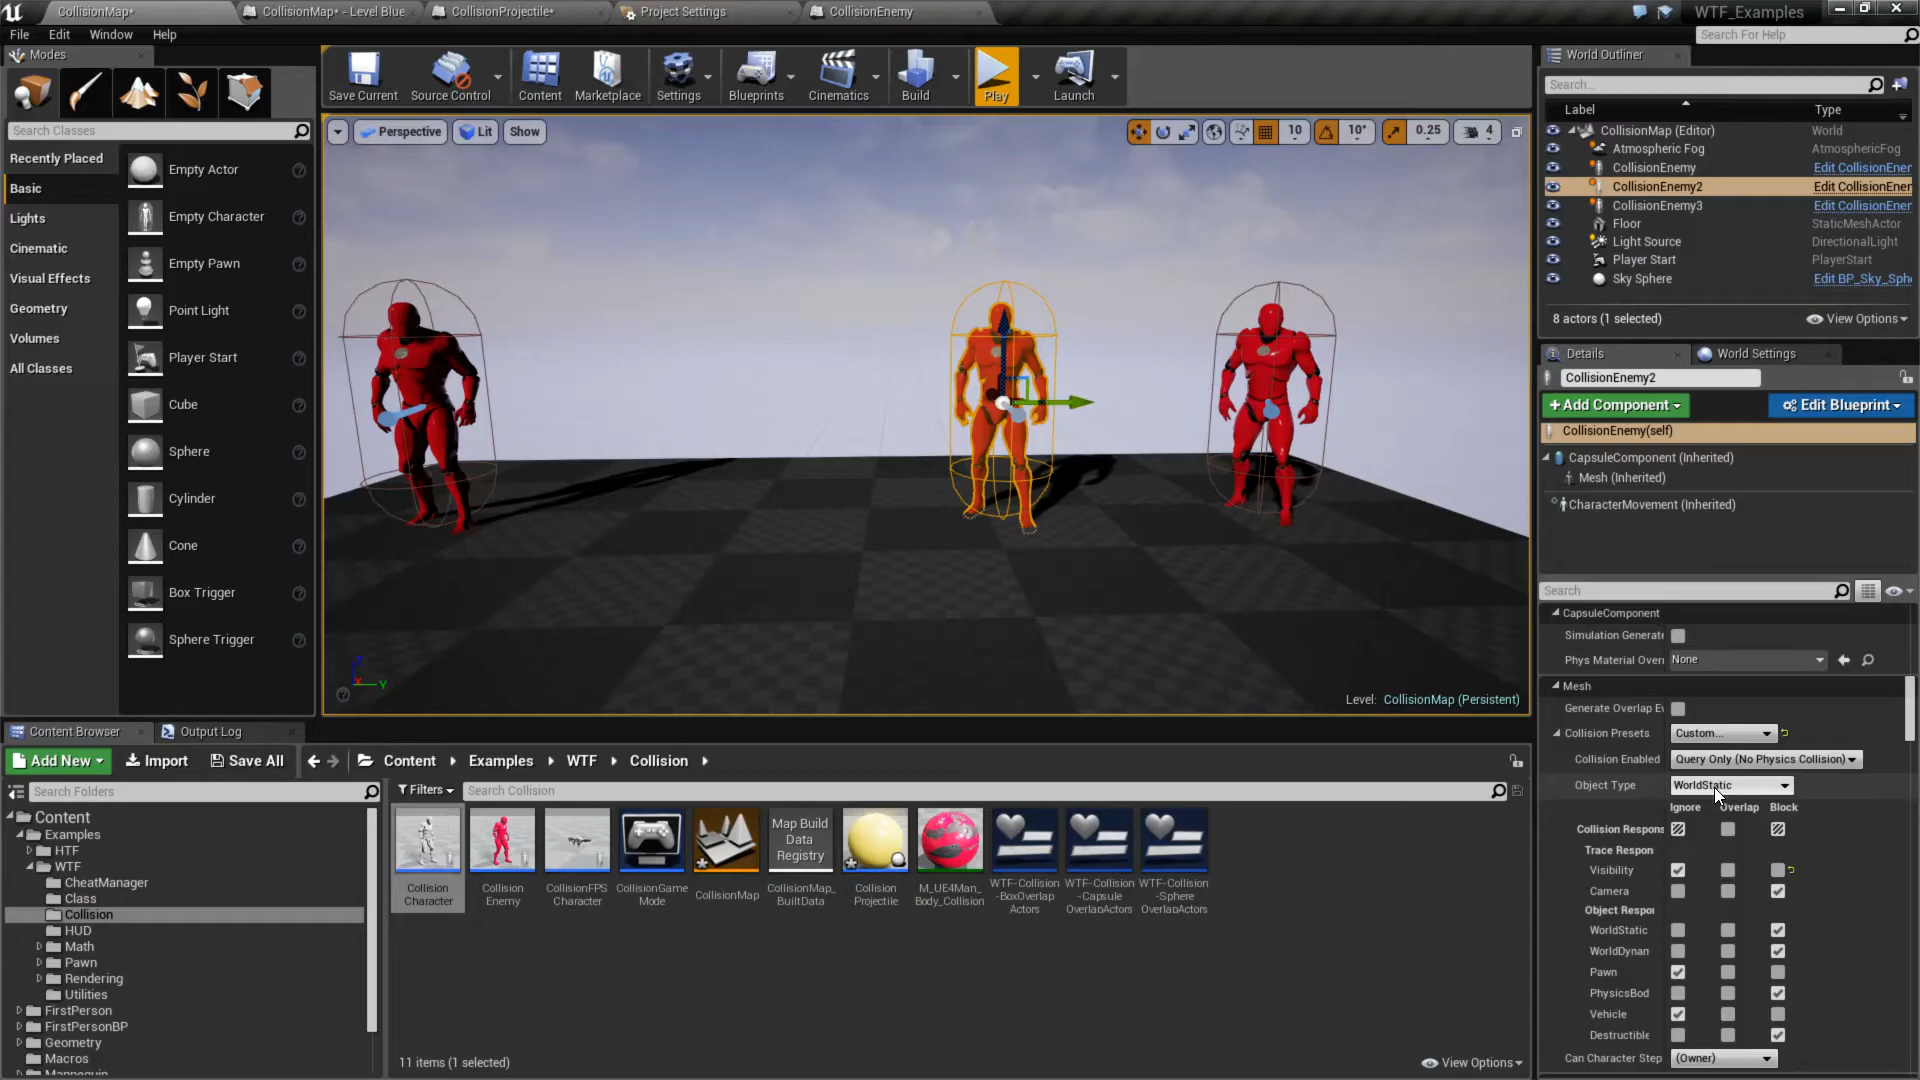 CollisionMap*
CollisionMap* - Level Blue
CollisionProjectile*
Project Settings
CollisionEnemy
WTF_Examples
File Edit Window Help
Search For Help
Modes
Save Current
Source Control
Content
Marketplace
Settings
Blueprints
Cinematics
Build
Play
Launch
Search Classes
Recently Placed
Basic
Lights
Cinematic
Visual Effects
Geometry
Volumes
All Classes
Empty Actor
Empty Character
Empty Pawn
Point Light
Player Start
Cube
Sphere
Cylinder
Cone
Box Trigger
Sphere Trigger
Perspective
Lit
Show
10
10°
0.25
4
Level: CollisionMap (Persistent)
World Outliner
Search...
Label Type
CollisionMap (Editor) World
Atmospheric Fog AtmosphericFog
CollisionEnemy Edit CollisionEner
CollisionEnemy2 Edit CollisionEner
CollisionEnemy3 Edit CollisionEner
Floor StaticMeshActor
Light Source DirectionalLight
Player Start PlayerStart
Sky Sphere Edit BP_Sky_Sph
8 actors (1 selected) View Options
Details
World Settings
CollisionEnemy2
+Add Component
Edit Blueprint
CollisionEnemy(self)
CapsuleComponent (Inherited)
Mesh (Inherited)
CharacterMovement (Inherited)
Search
CapsuleComponent
Simulation Generate
Phys Material Overr None
Mesh
Generate Overlap Ev
Collision Presets Custom...
Collision Enabled Query Only (No Physics Collision)
Object Type WorldStatic
Ignore Overlap Block
Collision Respons
Trace Respon
Visibility
Camera
Object Respor
WorldStatic
WorldDynan
Pawn
PhysicsBod
Vehicle
Destructible
Can Character Step (Owner)
Content Browser
Output Log
Add New
Import
Save All
Content Examples WTF Collision
Search Folders
Filters
Search Collision
Content
Examples
HTF
WTF
CheatManager
Class
Collision
HUD
Math
Pawn
Rendering
Utilities
FirstPerson
FirstPersonBP
Geometry
Macros
Mannequin
Collision Character
Collision Enemy
CollisionFPS Character
CollisionGame Mode
CollisionMap
Map Build Data Registry
CollisionMap_ BuiltData
Collision Projectile
M_UE4Man_ Body_Collision
WTF-Collision -BoxOverlap Actors
WTF-Collision -Capsule OverlapActors
WTF-Collision -Sphere OverlapActors
11 items (1 selected)
View Options